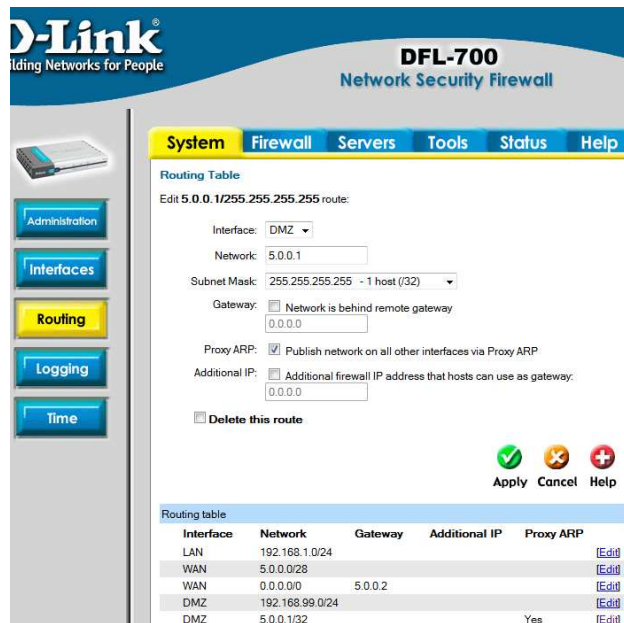 D-Link®
Building Networks for People
DFL-700
Network Security Firewall
System Firewall Servers Tools Status Help
Administration
Interfaces
Routing
Logging
Time
Routing Table
Edit 5.0.0.1/255.255.255.255 route:
Interface: DMZ
Network: 5.0.0.1
Subnet Mask: 255.255.255.255 - 1 host (/32)
Gateway: Network is behind remote gateway
0.0.0.0
Proxy ARP: Publish network on all other interfaces via Proxy ARP
Additional IP: Additional firewall IP address that hosts can use as gateway:
0.0.0.0
Delete this route
Apply Cancel Help
Routing table
Interface Network Gateway Additional IP Proxy ARP
LAN 192.168.1.0/24 [Edit]
WAN 5.0.0.0/28 [Edit]
WAN 0.0.0.0/0 5.0.0.2 [Edit]
DMZ 192.168.99.0/24 [Edit]
DMZ 5.0.0.1/32 Yes [Edit]